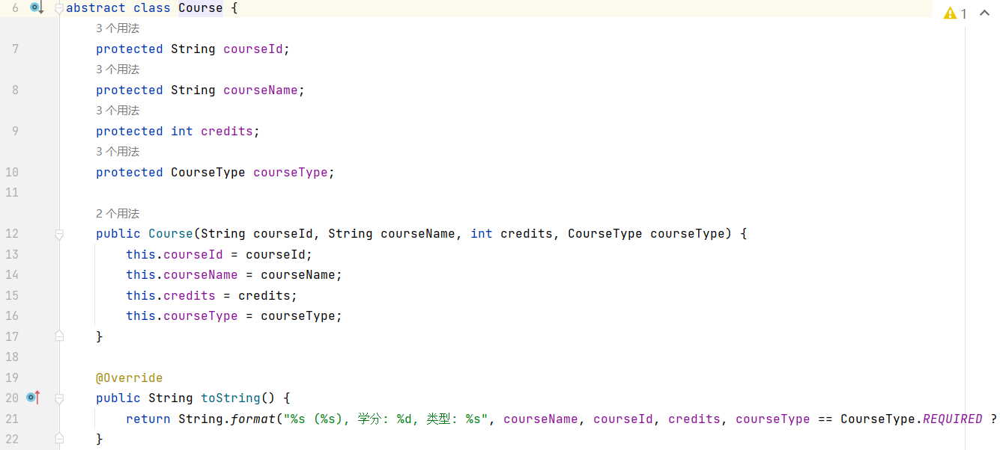 6 abstract class Course {
1
3 个用法
7 protected String courseId;
3 个用法
8 protected String courseName;
3 个用法
9 protected int credits;
3 个用法
10 protected CourseType courseType;
11
2 个用法
12 public Course(String courseId, String courseName, int credits, CourseType courseType) {
13 this.courseId = courseId;
14 this.courseName = courseName;
15 this.credits = credits;
16 this.courseType = courseType;
17 }
18
19 @Override
20 public String toString() {
21 return String.format("%s (%s), 学分: %d, 类型: %s", courseName, courseId, credits, courseType == CourseType.REQUIRED ?
22 }